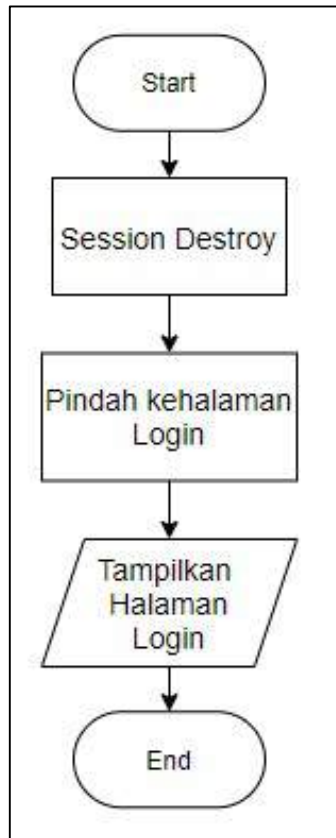 Start
Session Destroy
Pindah kehalaman
Login
Tampilkan
Halaman
Login
End